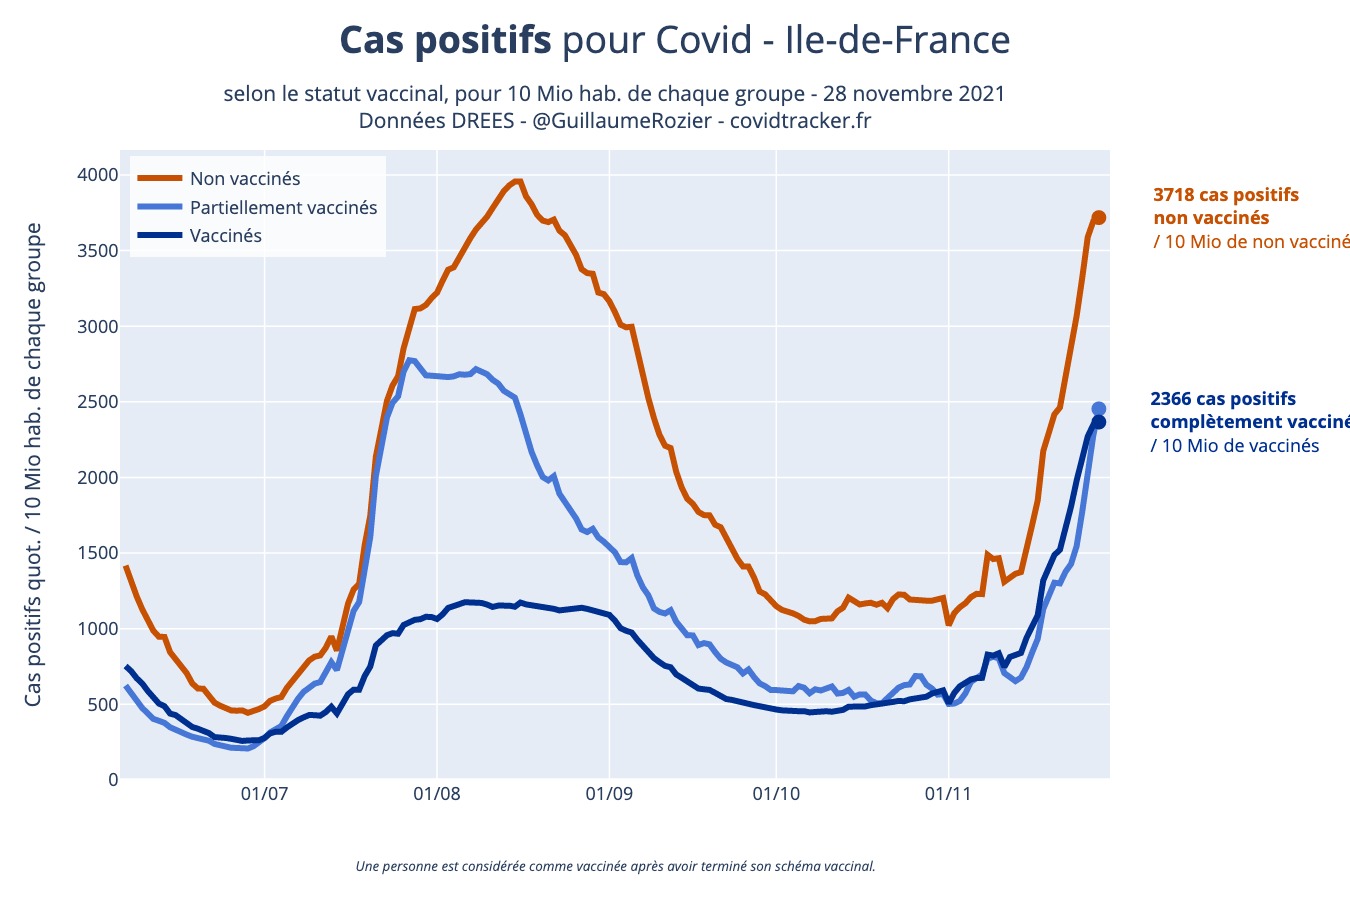 Cas positifs pour Covid - Ile-de-France
selon le statut vaccinal, pour 10 Mio hab. de chaque groupe - 28 novembre 2021
Données DREES - @GuillaumeRozier - covidtracker.fr
Cas positifs quot. / 10 Mio hab. de chaque groupe
4000
3500
3000
2500
2000
1500
1000
500
0
Non vaccinés
Partiellement vaccinés
Vaccinés
3718 cas positifs
non vaccinés
/ 10 Mio de non vacciné
2366 cas positifs
complètement vacciné
/ 10 Mio de vaccinés
01/07
01/08
01/09
01/10
01/11
Une personne est considérée comme vaccinée après avoir terminé son schéma vaccinal.